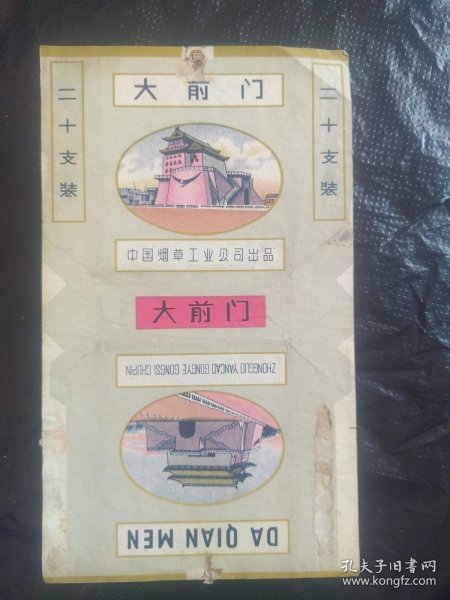 大前门
二十支装
二十支装
中国烟草工业公司出品
大前门
ZHONGGUO YANCAO GONGYE GONGSI CHUPIN
DA QIAN MEN
孔夫子旧书网
www.kongfz.com